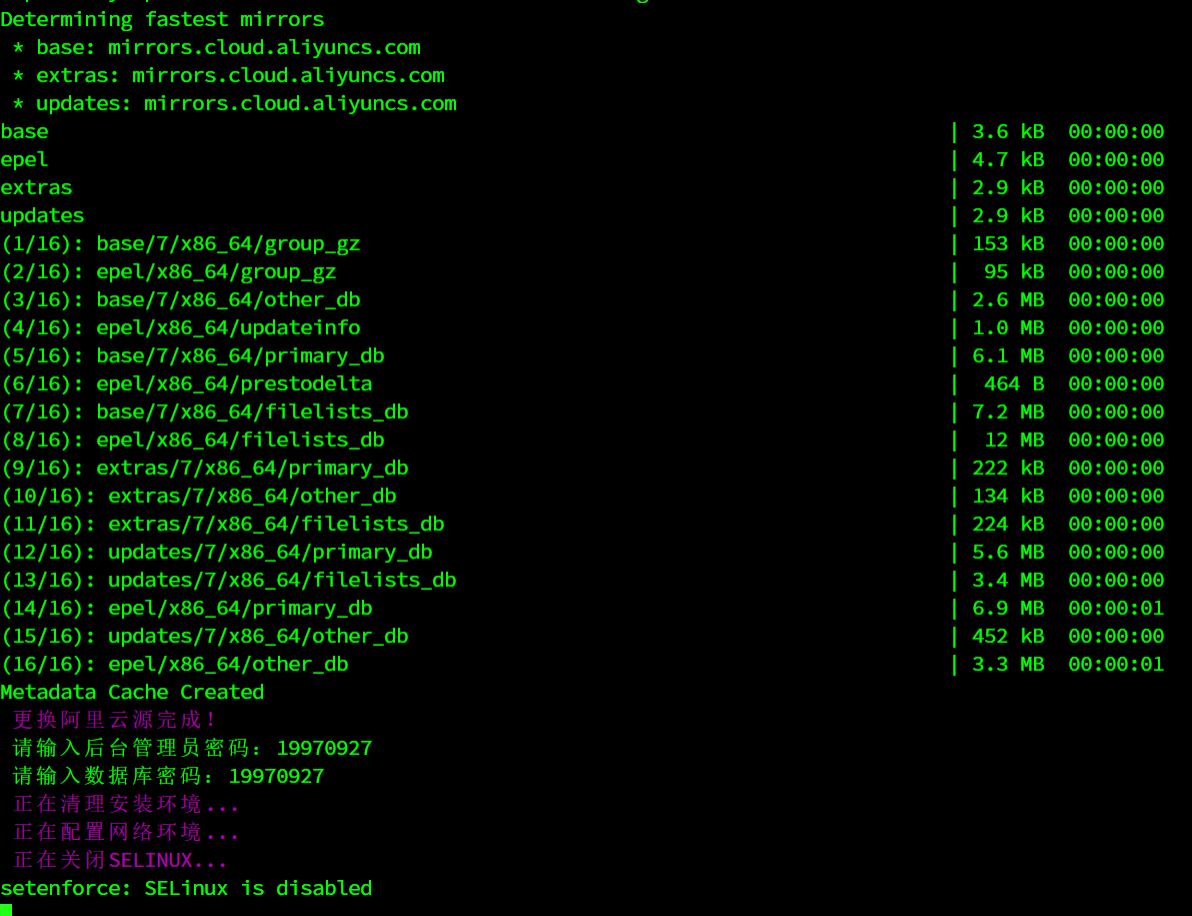 Determining fastest mirrors
* base: mirrors.cloud.aliyuncs.com
* extras: mirrors.cloud.aliyuncs.com
* updates: mirrors.cloud.aliyuncs.com
base | 3.6 kB 00:00:00
epel | 4.7 kB 00:00:00
extras | 2.9 kB 00:00:00
updates | 2.9 kB 00:00:00
(1/16): base/7/x86_64/group_gz | 153 kB 00:00:00
(2/16): epel/x86_64/group_gz | 95 kB 00:00:00
(3/16): base/7/x86_64/other_db | 2.6 MB 00:00:00
(4/16): epel/x86_64/updateinfo | 1.0 MB 00:00:00
(5/16): base/7/x86_64/primary_db | 6.1 MB 00:00:00
(6/16): epel/x86_64/prestodelta | 464 B 00:00:00
(7/16): base/7/x86_64/filelists_db | 7.2 MB 00:00:00
(8/16): epel/x86_64/filelists_db | 12 MB 00:00:00
(9/16): extras/7/x86_64/primary_db | 222 kB 00:00:00
(10/16): extras/7/x86_64/other_db | 134 kB 00:00:00
(11/16): extras/7/x86_64/filelists_db | 224 kB 00:00:00
(12/16): updates/7/x86_64/primary_db | 5.6 MB 00:00:00
(13/16): updates/7/x86_64/filelists_db | 3.4 MB 00:00:00
(14/16): epel/x86_64/primary_db | 6.9 MB 00:00:01
(15/16): updates/7/x86_64/other_db | 452 kB 00:00:00
(16/16): epel/x86_64/other_db | 3.3 MB 00:00:01
Metadata Cache Created
更换阿里云源完成！
请输入后台管理员密码：19970927
请输入数据库密码：19970927
正在清理安装环境...
正在配置网络环境...
正在关闭SELINUX...
setenforce: SELinux is disabled